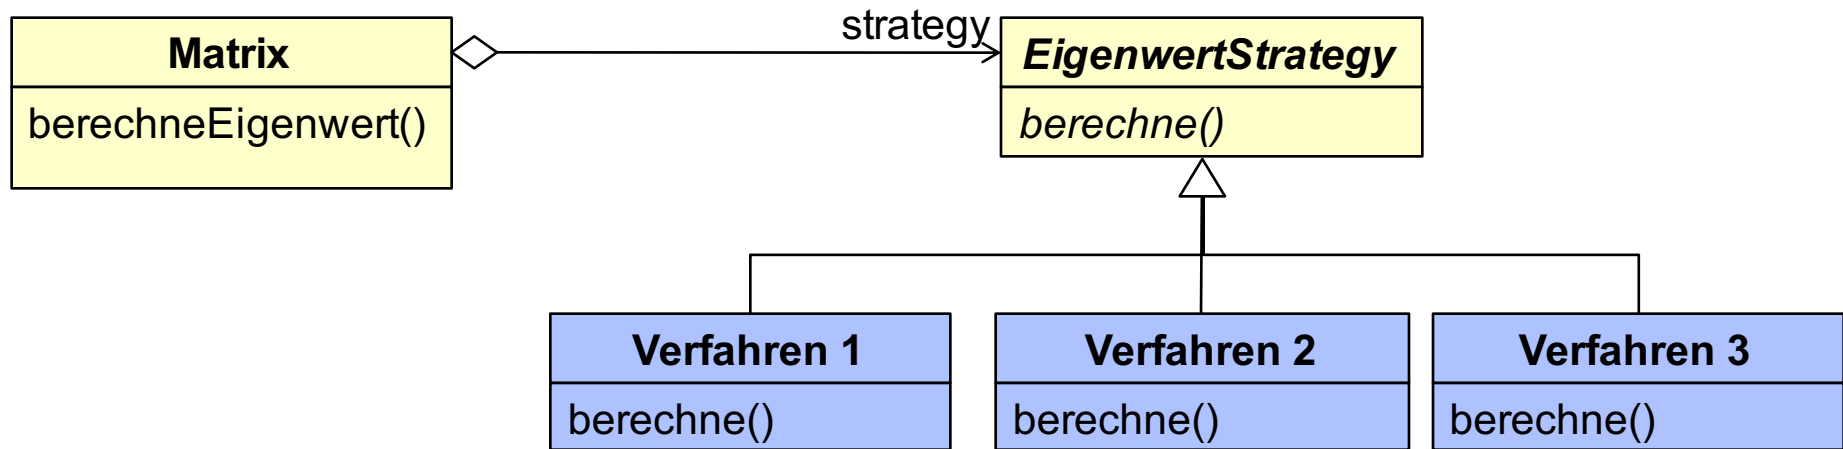 strategy
Matrix
EigenwertStrategy
berechneEigenwert()
berechne()
Verfahren 1
Verfahren 2
Verfahren 3
berechne()
berechne()
berechne()